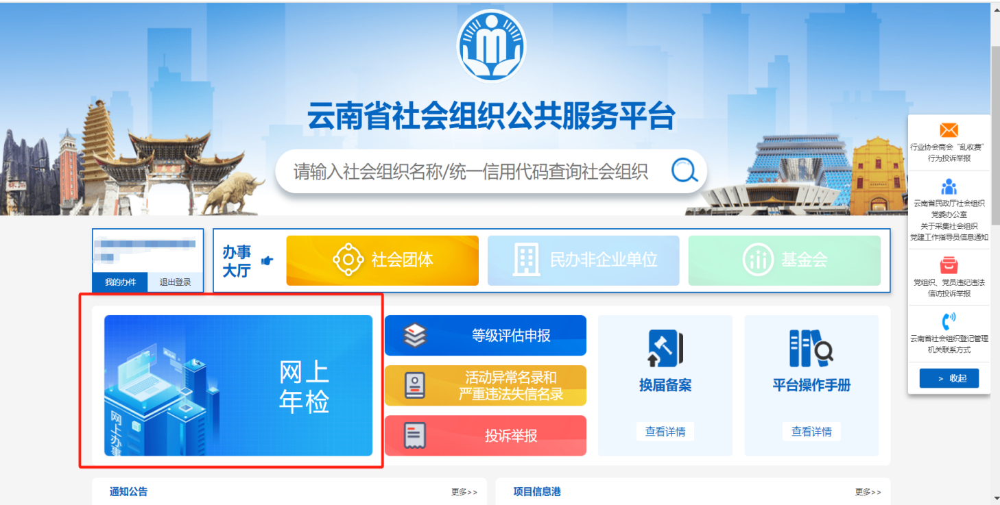 云南省社会组织公共服务平台
请输入社会组织名称/统一信用代码查询社会组织
行业协会商会“乱收费”
行为投诉举报
云南省民政厅社会组织
党委办公室
关于采集社会组织
党建工作指导员信息通知
党组织、党员违纪违法
信访投诉举报
云南省社会组织登记管理
机关联系方式
> 收起
我的办件
退出登录
办事
大厅
社会团体
民办非企业单位
基金会
网上
年检
网上办事
等级评估申报
活动异常名录和
严重违法失信名录
投诉举报
换届备案
查看详情
平台操作手册
查看详情
通知公告
更多>>
项目信息港
更多>>